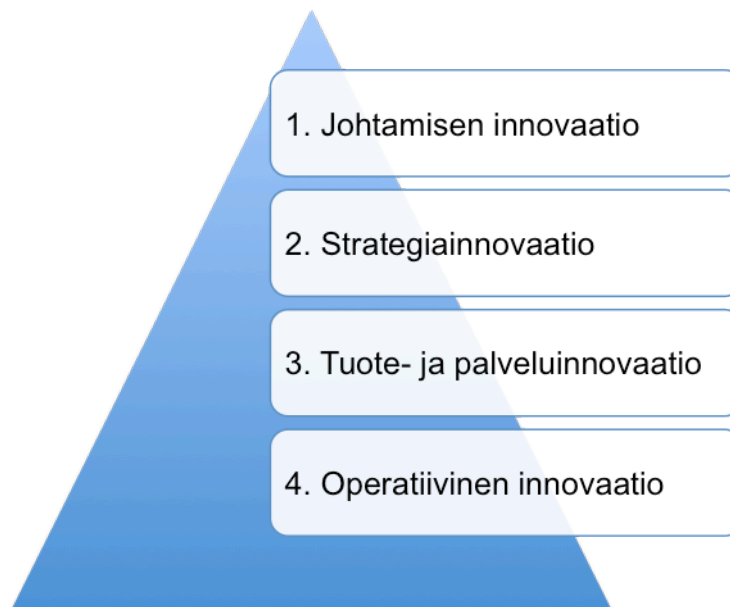 1. Johtamisen innovaatio
2. Strategiainnovaatio
3. Tuote- ja palveluinnovaatio
4. Operatiivinen innovaatio